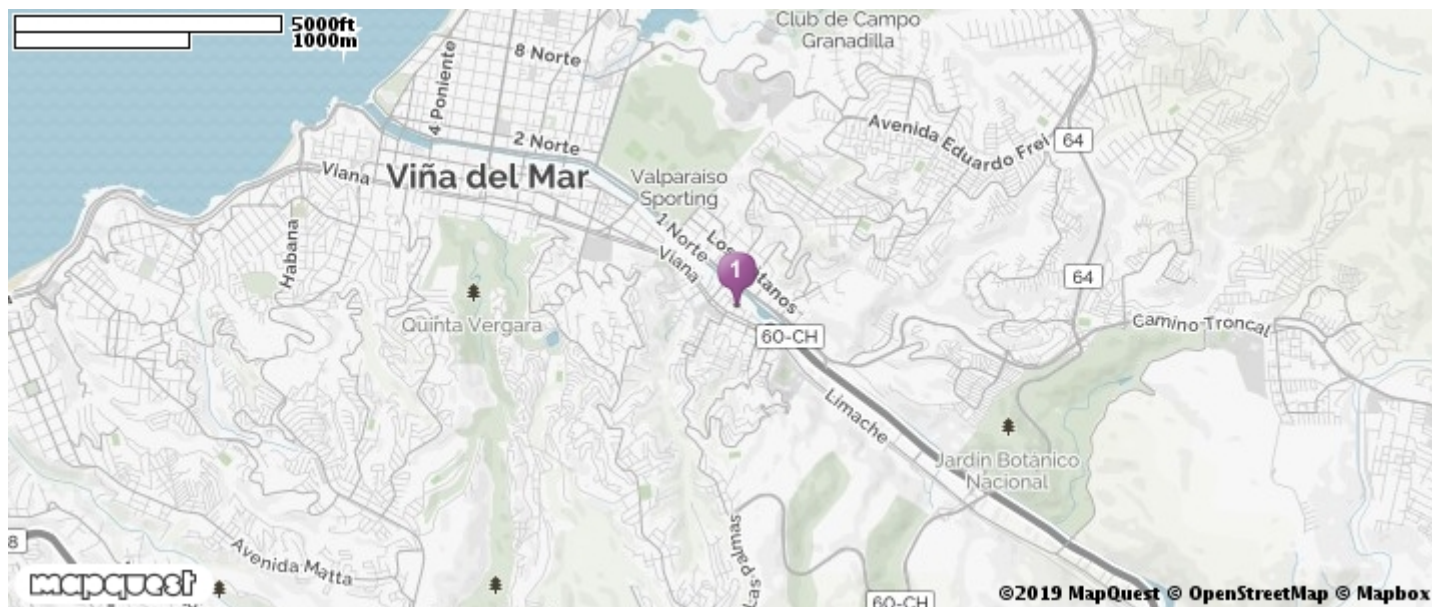 5000ft
1000m
Club de Campo
Granadilla
8 Norte
4 Poniente
2 Norte
Avenida Eduardo Frei
64
Viana
Viña del Mar
Valparaiso
Sporting
Habana
1 Norte
Viana
1
64
Quinta Vergara
60-CH
Camino Troncal
Limache
Jardín Botánico
Nacional
Las Palmas
8
Avenida Matta
mapquest
60-CH
©2019 MapQuest © OpenStreetMap © Mapbox